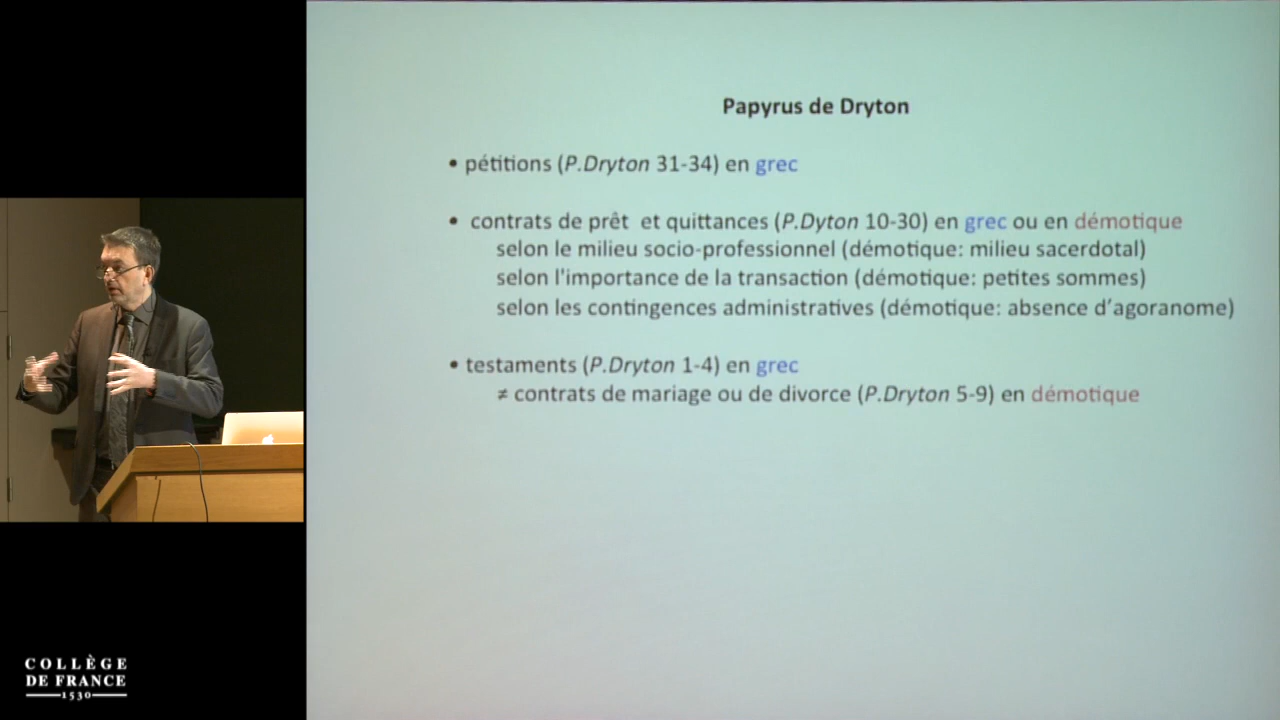 Papyrus de Dryton
• pétitions (P.Dryton 31-34) en grec
• contrats de prêt et quittances (P.Dyton 10-30) en grec ou en démotique
selon le milieu socio-professionnel (démotique: milieu sacerdotal)
selon l'importance de la transaction (démotique: petites sommes)
selon les contingences administratives (démotique: absence d'agoranome)
• testaments (P.Dryton 1-4) en grec
≠ contrats de mariage ou de divorce (P.Dryton 5-9) en démotique
COLLÈGE
DE FRANCE
1530